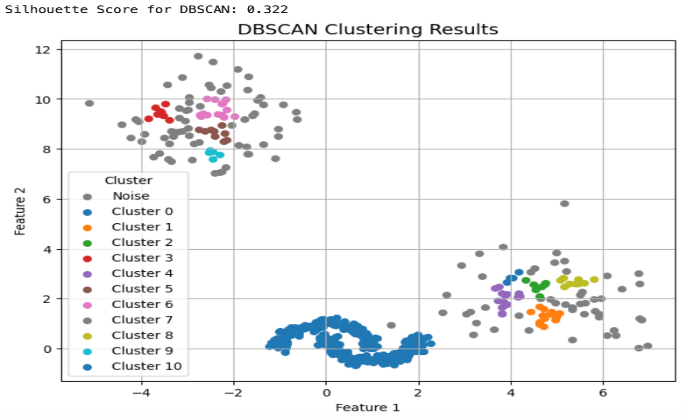 Silhouette Score for DBSCAN: 0.322
DBSCAN Clustering Results
12
10
8
6
4
2
0
Feature 2
Cluster
Noise
Cluster 0
Cluster 1
Cluster 2
Cluster 3
Cluster 4
Cluster 5
Cluster 6
Cluster 7
Cluster 8
Cluster 9
Cluster 10
−4 −2 0 2 4 6
Feature 1